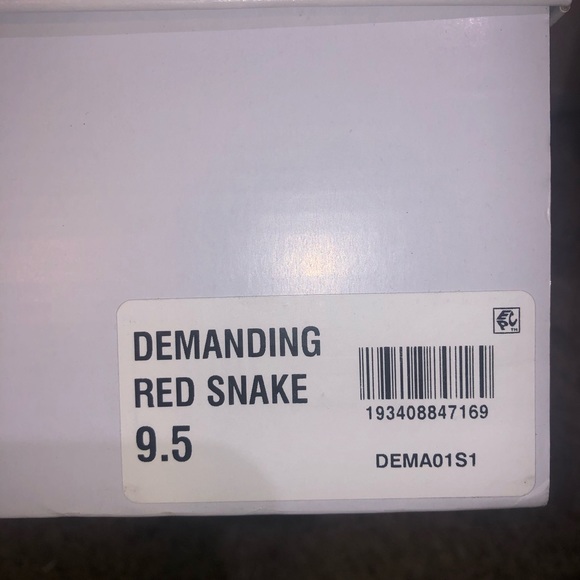 DEMANDING
RED SNAKE
9.5
193408847169
DEMA01S1